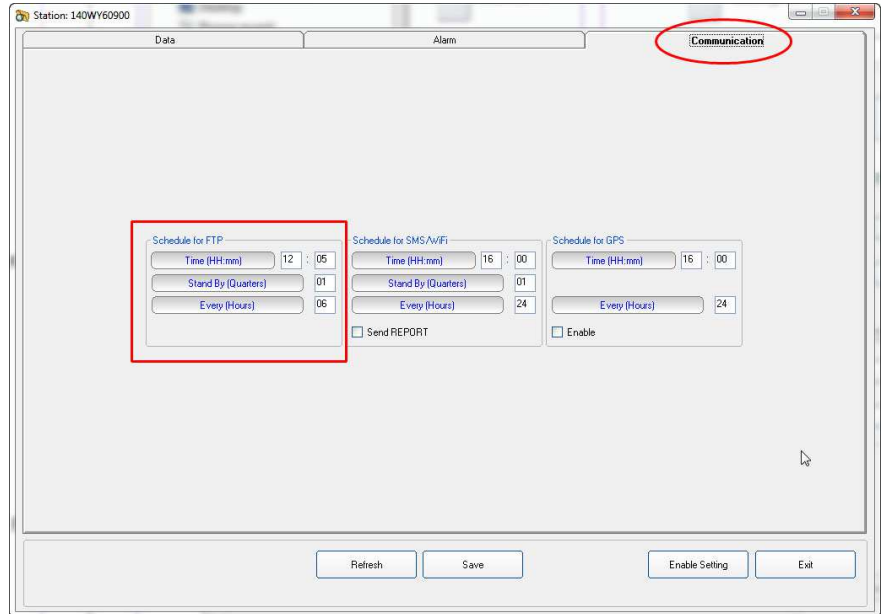 Station: 140WY60900
Data Alarm Communication
Schedule for FTP
Time (HH:mm) 12 : 05
Stand By (Quarters) 01
Every (Hours) 06
Schedule for SMS/WiFi
Time (HH:mm) 16 : 00
Stand By (Quarters) 01
Every (Hours) 24
Send REPORT
Schedule for GPS
Time (HH:mm) 16 : 00
Every (Hours) 24
Enable
Refresh Save Enable Setting Exit